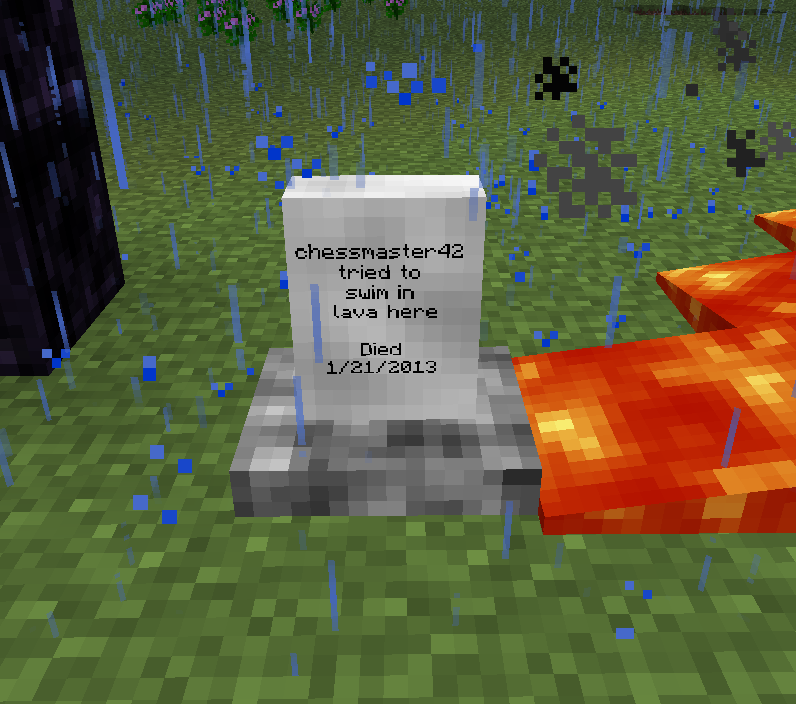 chessmaster42
tried to
swim in
lava here
Died
1/21/2013